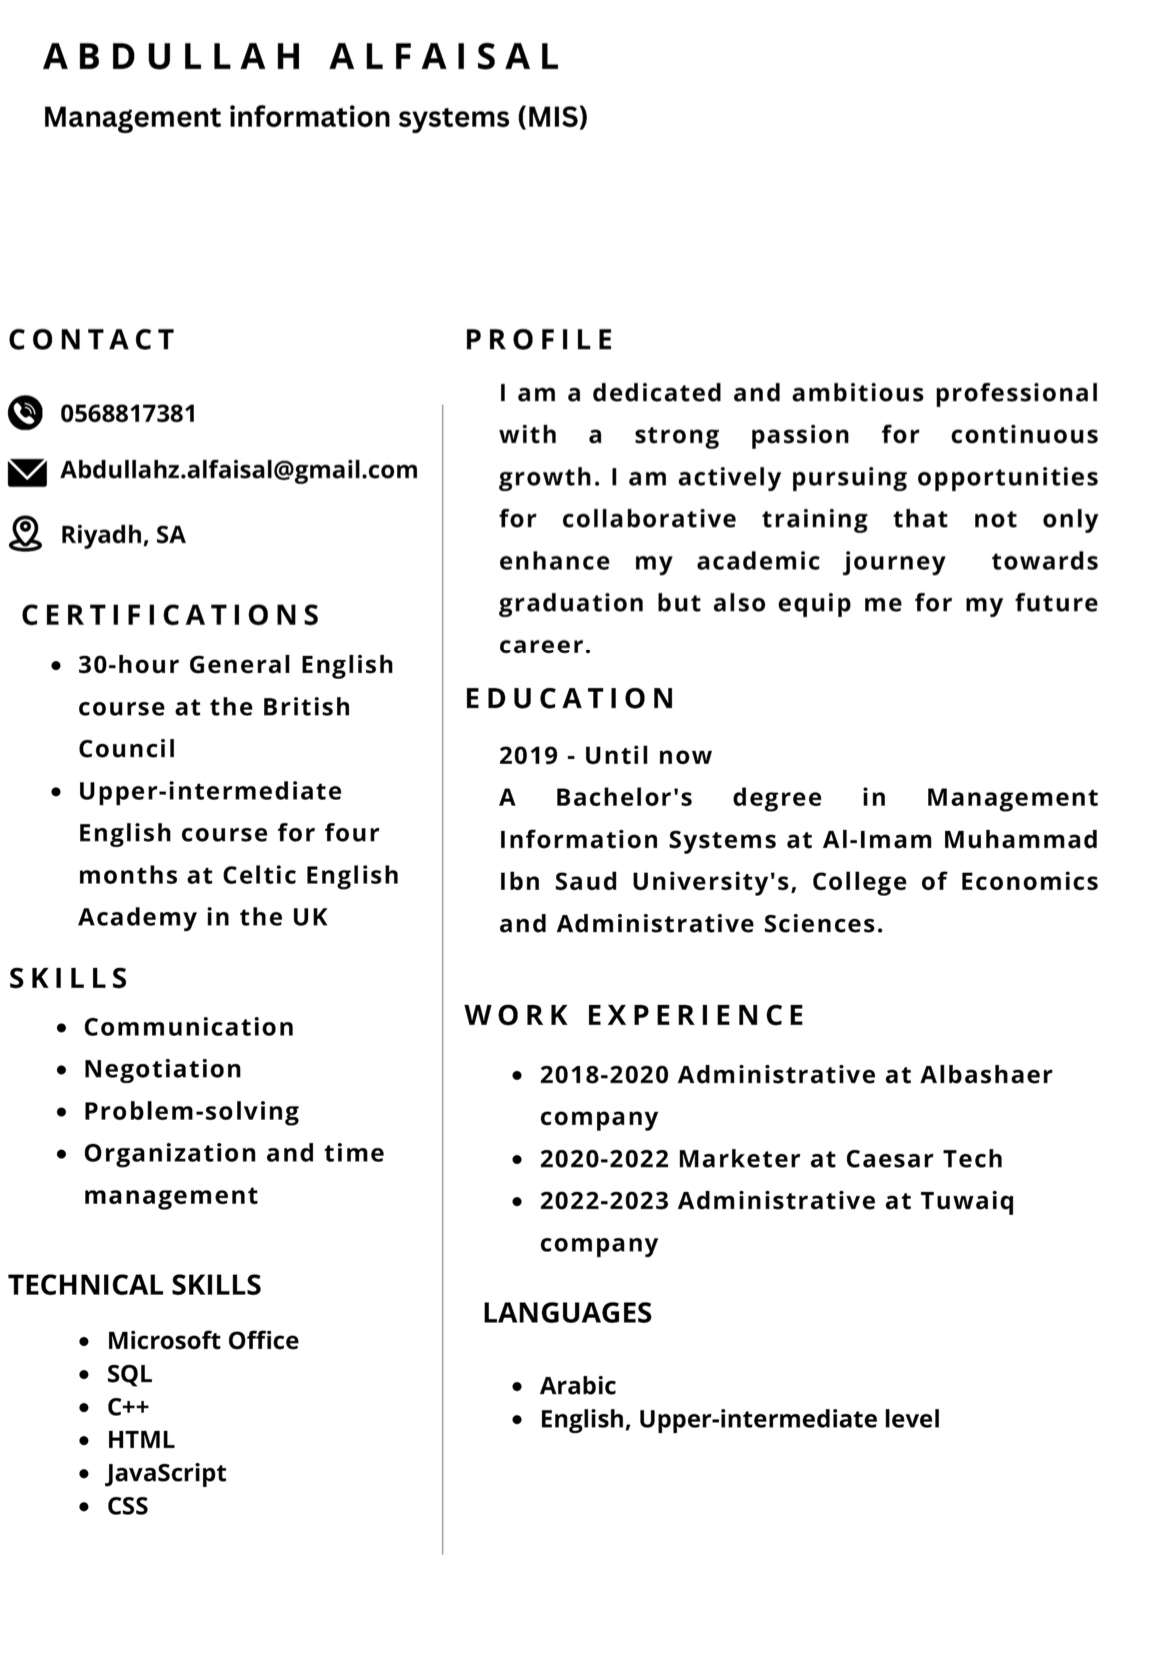 ABDULLAH ALFAISAL
Management information systems (MIS)
CONTACT
0568817381
Abdullahz.alfaisal@gmail.com
Riyadh, SA
CERTIFICATIONS
• 30-hour General English
course at the British
Council
• Upper-intermediate
English course for four
months at Celtic English
Academy in the UK
SKILLS
• Communication
• Negotiation
• Problem-solving
• Organization and time
management
TECHNICAL SKILLS
• Microsoft Office
• SQL
• C++
• HTML
• JavaScript
• CSS
PROFILE
I am a dedicated and ambitious professional
with a strong passion for continuous
growth. I am actively pursuing opportunities
for collaborative training that not only
enhance my academic journey towards
graduation but also equip me for my future
career.
EDUCATION
2019 - Until now
A Bachelor's degree in Management
Information Systems at Al-Imam Muhammad
Ibn Saud University's, College of Economics
and Administrative Sciences.
WORK EXPERIENCE
• 2018-2020 Administrative at Albashaer
company
• 2020-2022 Marketer at Caesar Tech
• 2022-2023 Administrative at Tuwaiq
company
LANGUAGES
• Arabic
• English, Upper-intermediate level